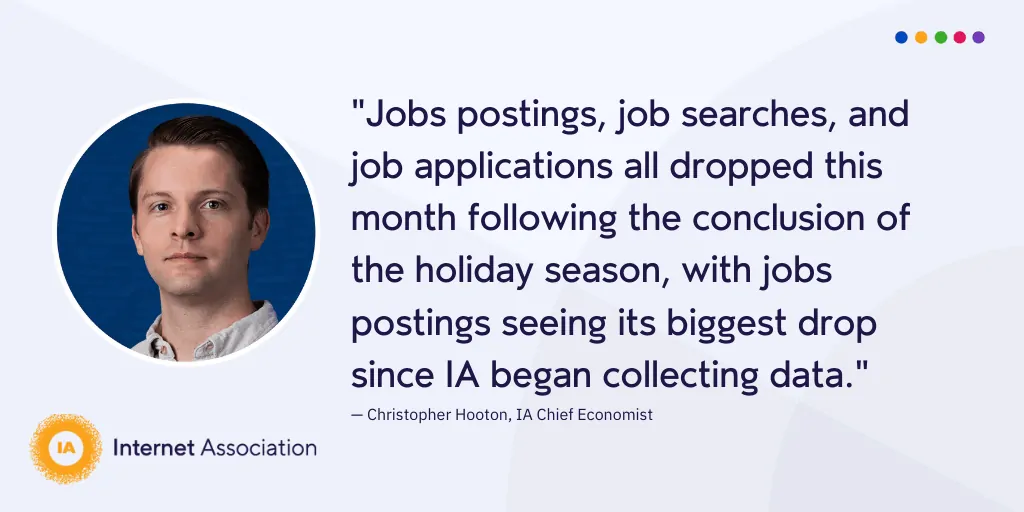 "Jobs postings, job searches, and
job applications all dropped this
month following the conclusion of
the holiday season, with jobs
postings seeing its biggest drop
since IA began collecting data."
— Christopher Hooton, IA Chief Economist
IA
Internet Association